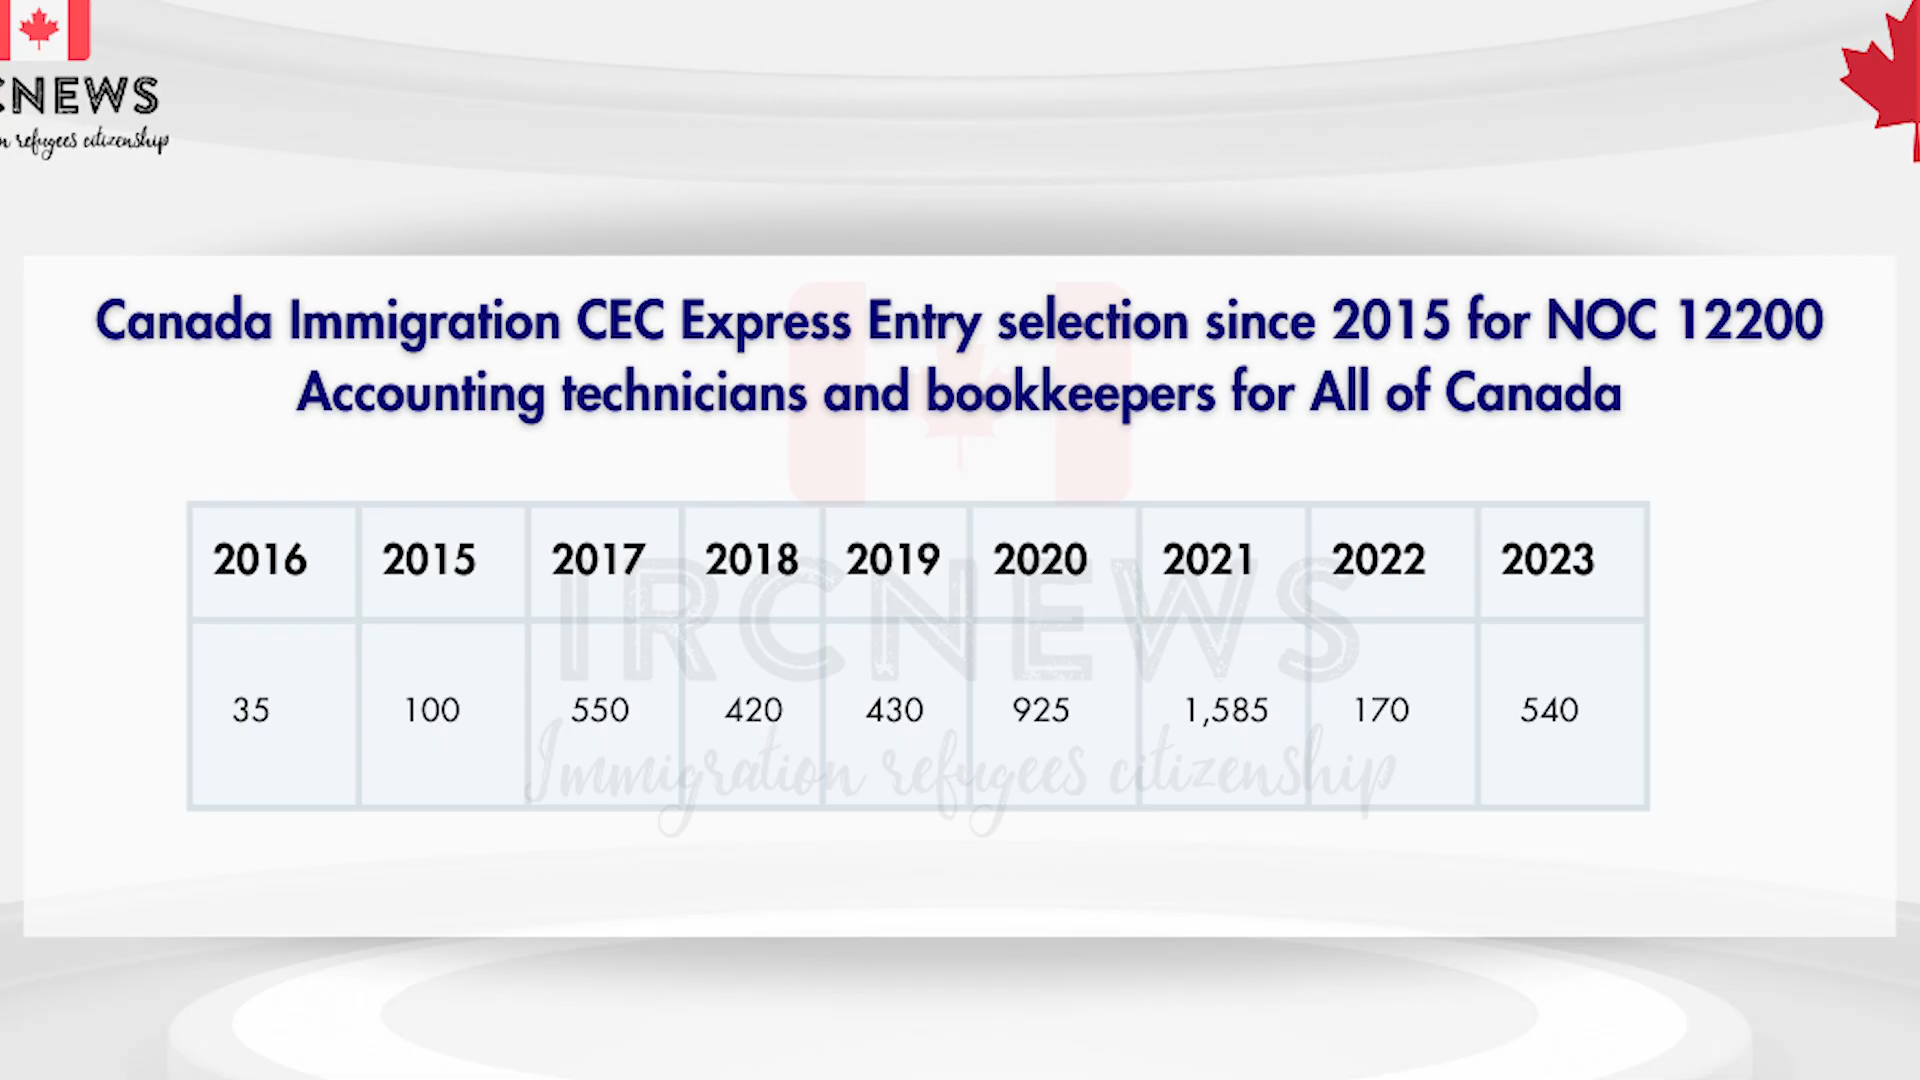 CNEWS
n refugees citizenship
Canada Immigration CEC Express Entry selection since 2015 for NOC 12200
Accounting technicians and bookkeepers for All of Canada
2016 2015 2017 2018 2019 2020 2021 2022 2023
IRCNEWS
35 100 550 420 430 925 1,585 170 540
Immigration refugees citizenship